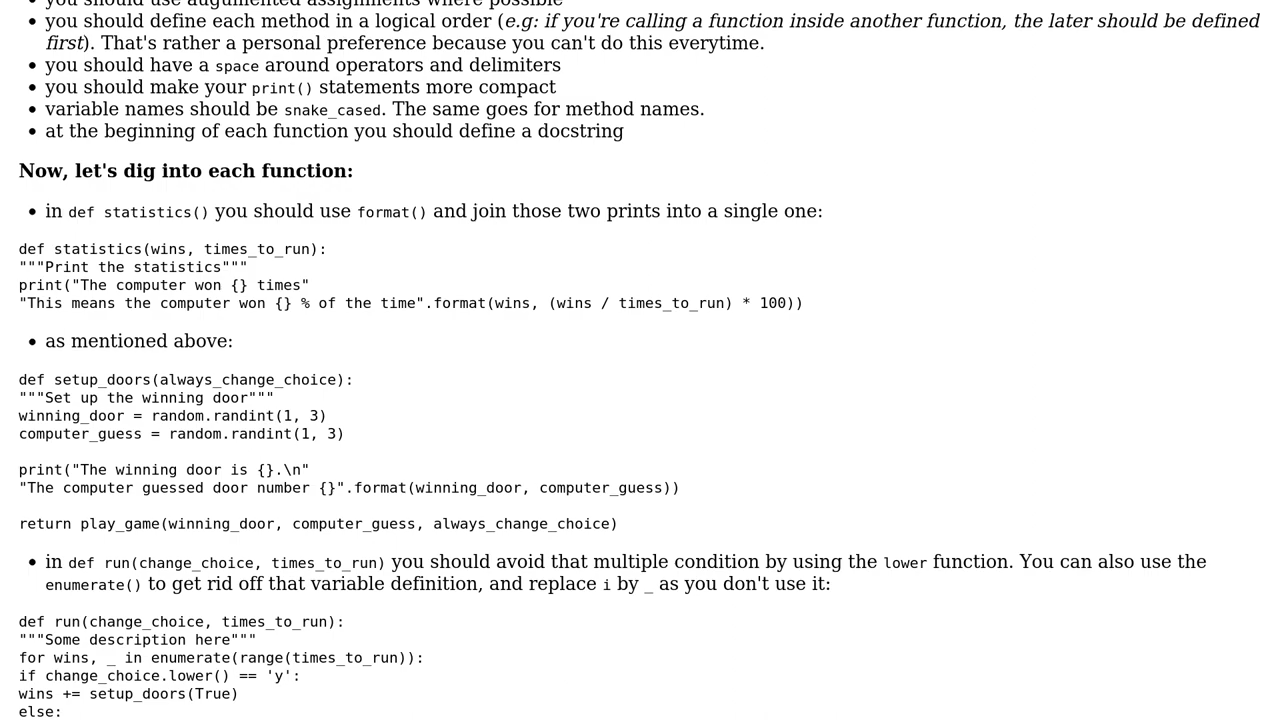 you should use augumented assignments where possible
you should define each method in a logical order (e.g: if you're calling a function inside another function, the later should be defined
first). That's rather a personal preference because you can't do this everytime.
you should have a space around operators and delimiters
you should make your print() statements more compact
variable names should be snake_cased. The same goes for method names.
at the beginning of each function you should define a docstring
Now, let's dig into each function:
in def statistics() you should use format() and join those two prints into a single one:
def statistics(wins, times_to_run):
"""Print the statistics"""
print("The computer won {} times"
"This means the computer won {} % of the time".format(wins, (wins / times_to_run) * 100))
as mentioned above:
def setup_doors(always_change_choice):
"""Set up the winning door"""
winning_door = random.randint(1, 3)
computer_guess = random.randint(1, 3)
print("The winning door is {}.\n"
"The computer guessed door number {}".format(winning_door, computer_guess))
return play_game(winning_door, computer_guess, always_change_choice)
in def run(change_choice, times_to_run) you should avoid that multiple condition by using the lower function. You can also use the
enumerate() to get rid off that variable definition, and replace i by _ as you don't use it:
def run(change_choice, times_to_run):
"""Some description here"""
for wins, _ in enumerate(range(times_to_run)):
if change_choice.lower() == 'y':
wins += setup_doors(True)
else: